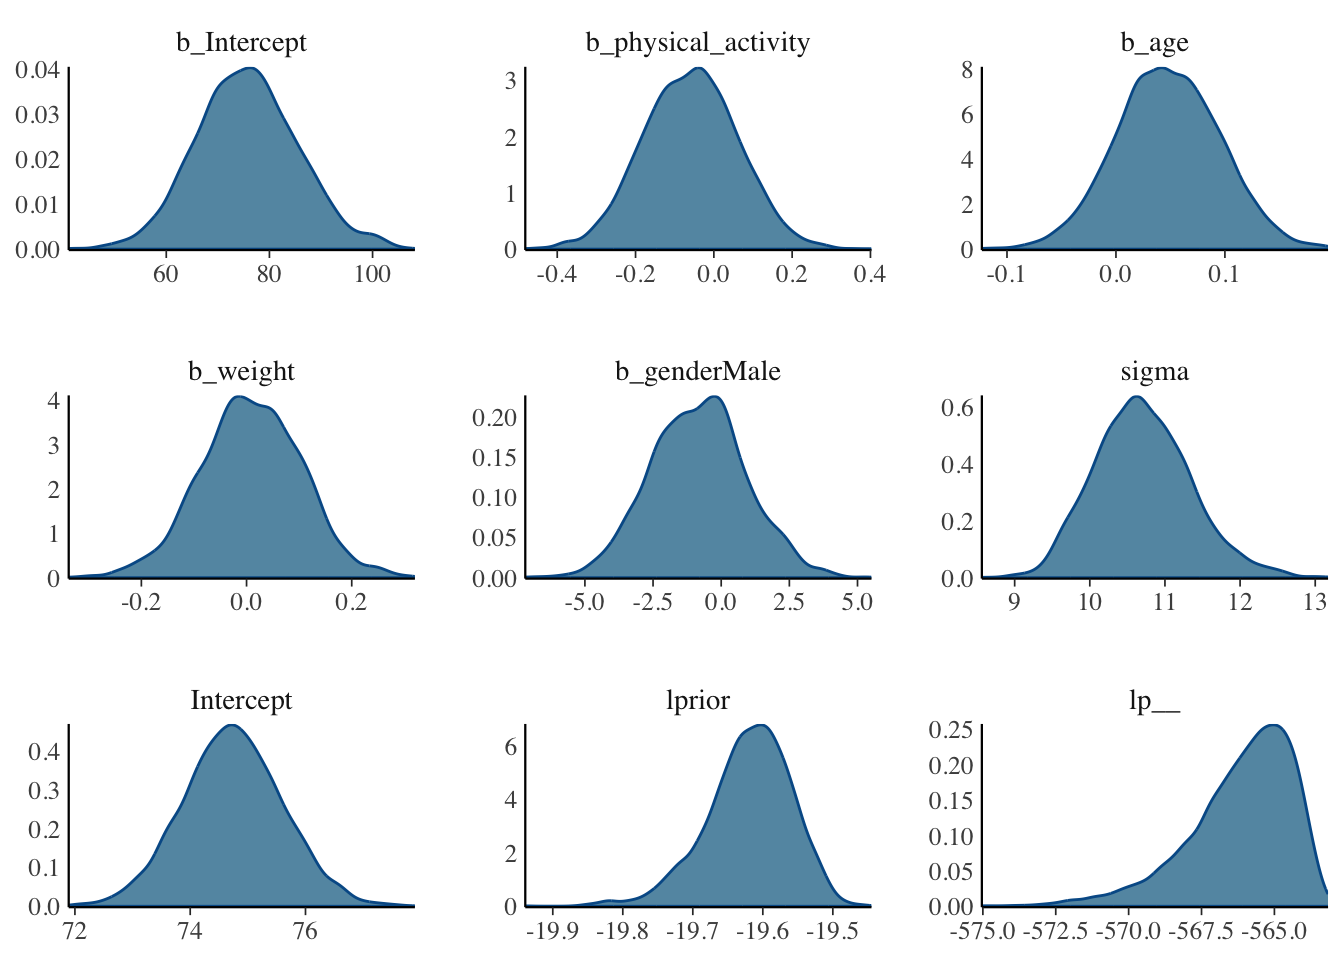 b_Intercept
0.04
0.03
0.02
0.01
0.00
60 80 100
b_physical_activity
3
2
1
0
-0.4 -0.2 0.0 0.2 0.4
b_age
8
6
4
2
0
-0.1 0.0 0.1
b_weight
4
3
2
1
0
-0.2 0.0 0.2
b_genderMale
0.20
0.15
0.10
0.05
0.00
-5.0 -2.5 0.0 2.5 5.0
sigma
0.6
0.4
0.2
0.0
9 10 11 12 13
Intercept
0.4
0.3
0.2
0.1
0.0
72 74 76
lprior
6
4
2
0
-19.9 -19.8 -19.7 -19.6 -19.5
lp__
0.25
0.20
0.15
0.10
0.05
0.00
-575.0 -572.5 -570.0 -567.5 -565.0